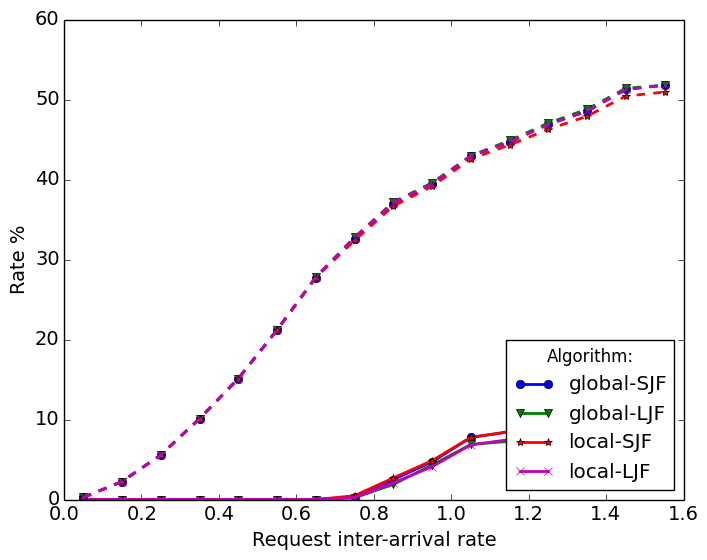 60
50
40
30
20
10
0
Rate %
0.0 0.2 0.4 0.6 0.8 1.0 1.2 1.4 1.6
Request inter-arrival rate
Algorithm:
global-SJF
global-LJF
local-SJF
local-LJF